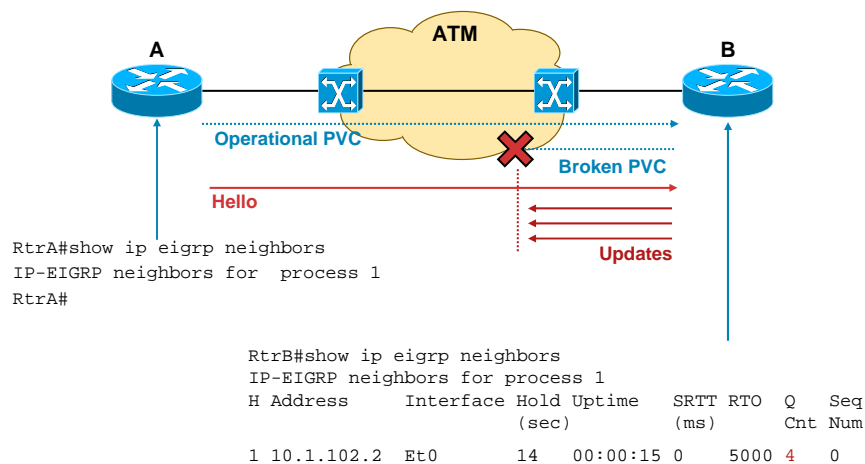 ATM
A
B
Operational PVC
Broken PVC
Hello
Updates
RtrA#show ip eigrp neighbors
IP-EIGRP neighbors for  process 1
RtrA#
RtrB#show ip eigrp neighbors
IP-EIGRP neighbors for process 1
H Address Interface Hold Uptime SRTT RTO Q Seq
(sec) (ms) Cnt Num
1 10.1.102.2 Et0 14 00:00:15 0 5000 4 0